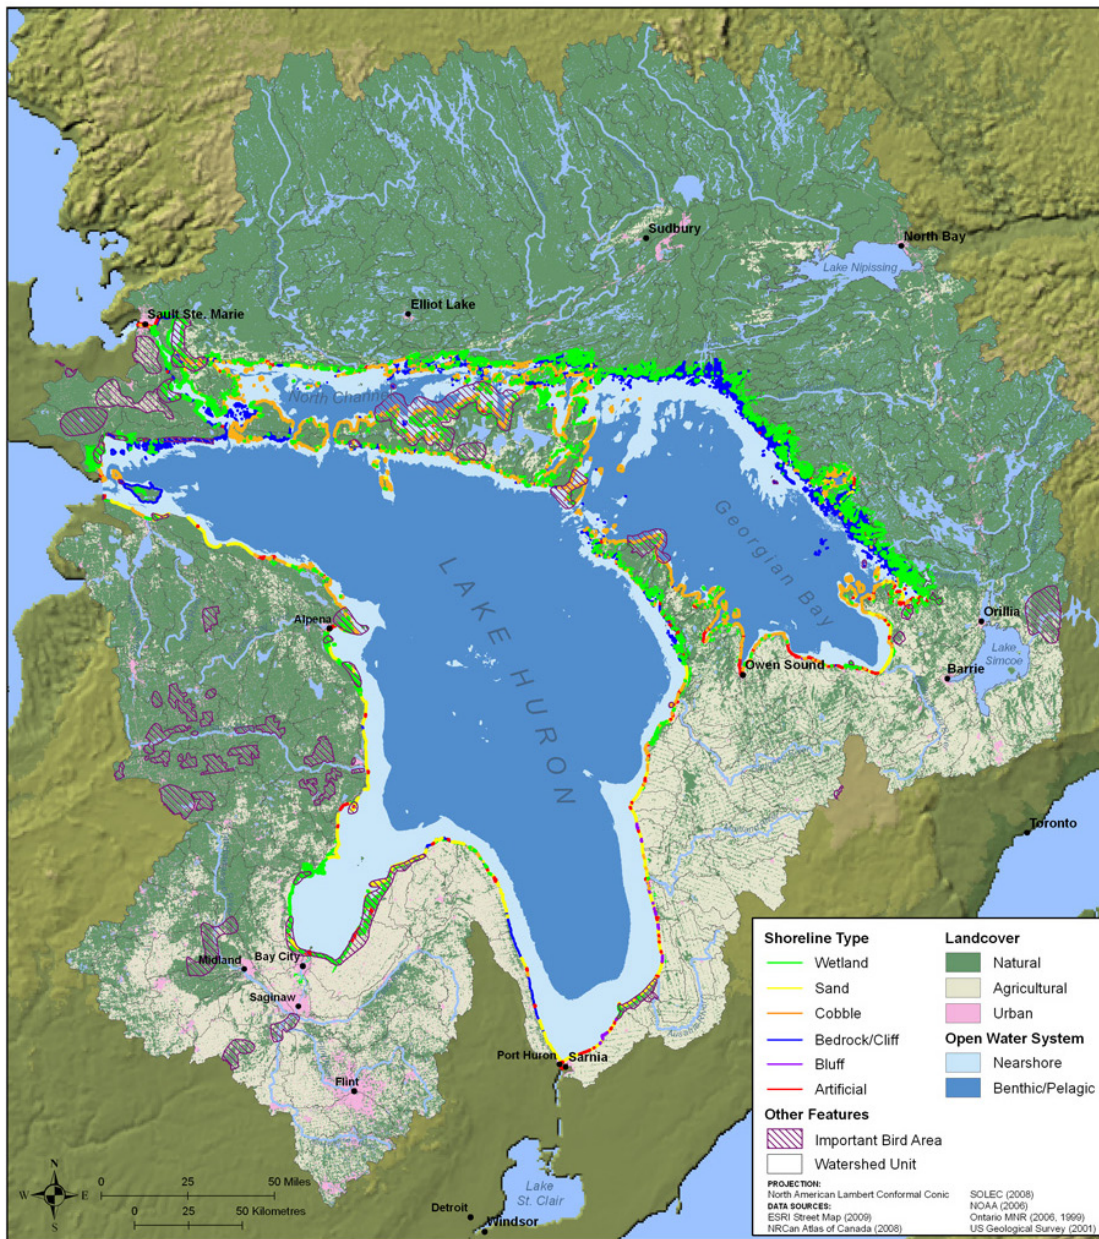 Sudbury
North Bay
Lake Nipissing
Elliot Lake
Sault Ste. Marie
North Channel
Georgian Bay
LAKE HURON
Alpena
Orillia
Lake
Simcoe
Barrie
Owen Sound
Toronto
Midland
Bay City
Saginaw
Port Huron
Sarnia
Flint
Lake
St. Clair
Detroit
Windsor
N
W
E
S
0 25 50 Miles
0 25 50 Kilometres
Shoreline Type
Wetland
Sand
Cobble
Bedrock/Cliff
Bluff
Artificial
Other Features
Important Bird Area
Watershed Unit
Landcover
Natural
Agricultural
Urban
Open Water System
Nearshore
Benthic/Pelagic
PROJECTION:
North American Lambert Conformal Conic
DATA SOURCES:
ESRI Street Map (2009)
NRCan Atlas of Canada (2008)
SOLEC (2008)
NOAA (2006)
Ontario MNR (2006, 1999)
US Geological Survey (2001)